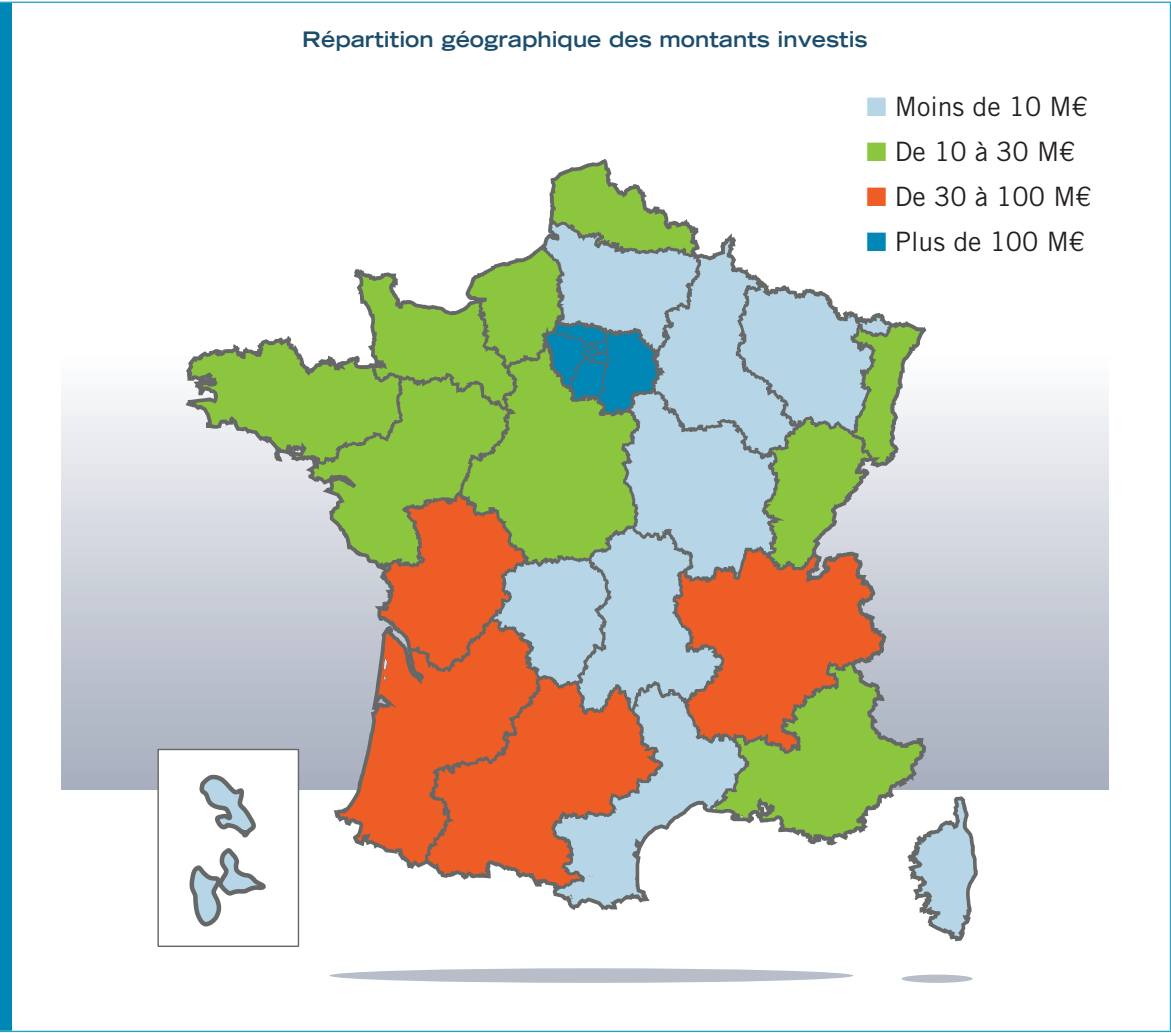 Répartition géographique des montants investis
Moins de 10 M€
De 10 à 30 M€
De 30 à 100 M€
Plus de 100 M€